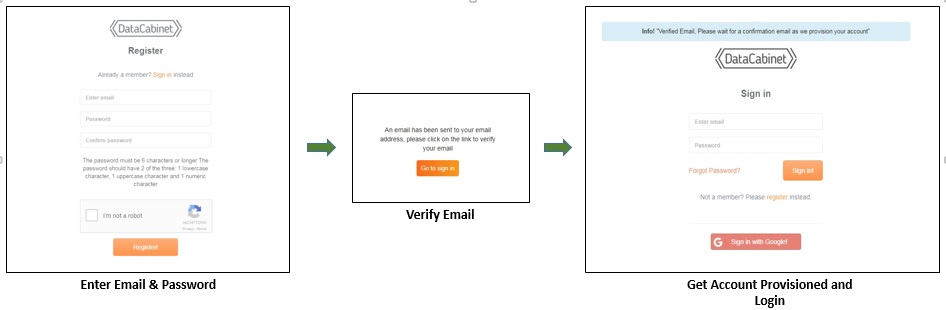 DataCabinet
Register
Already a member? Sign in instead
Enter email
Password
Confirm password
The password must be 6 characters or longer The
password should have 2 of the three: 1 lowercase
character, 1 uppercase character and 1 numeric
character
I'm not a robot
reCAPTCHA
Privacy - Terms
Register!
Enter Email & Password
An email has been sent to your email
address, please click on the link to verify
your email
Go to sign in
Verify Email
Info! "Verified Email, Please wait for a confirmation email as we provision your account"
DataCabinet
Sign in
Enter email
Password
Forgot Password?
Sign in!
Not a member? Please register instead.
G Sign in with Google!
Get Account Provisioned and
Login